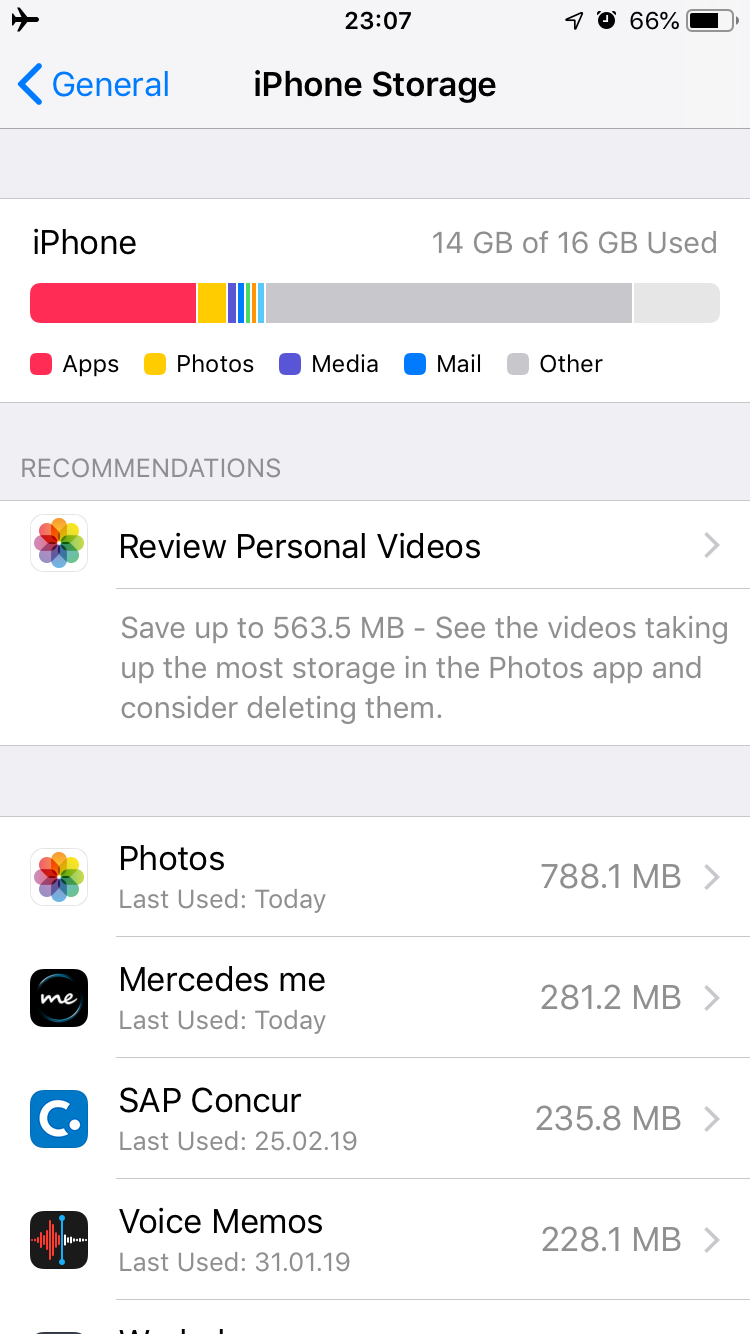 23:07
66%
General
iPhone Storage
iPhone
14 GB of 16 GB Used
Apps
Photos
Media
Mail
Other
RECOMMENDATIONS
Review Personal Videos
Save up to 563.5 MB - See the videos taking
up the most storage in the Photos app and
consider deleting them.
Photos
788.1 MB
Last Used: Today
me
Mercedes me
281.2 MB
Last Used: Today
C.
SAP Concur
235.8 MB
Last Used: 25.02.19
Voice Memos
228.1 MB
Last Used: 31.01.19